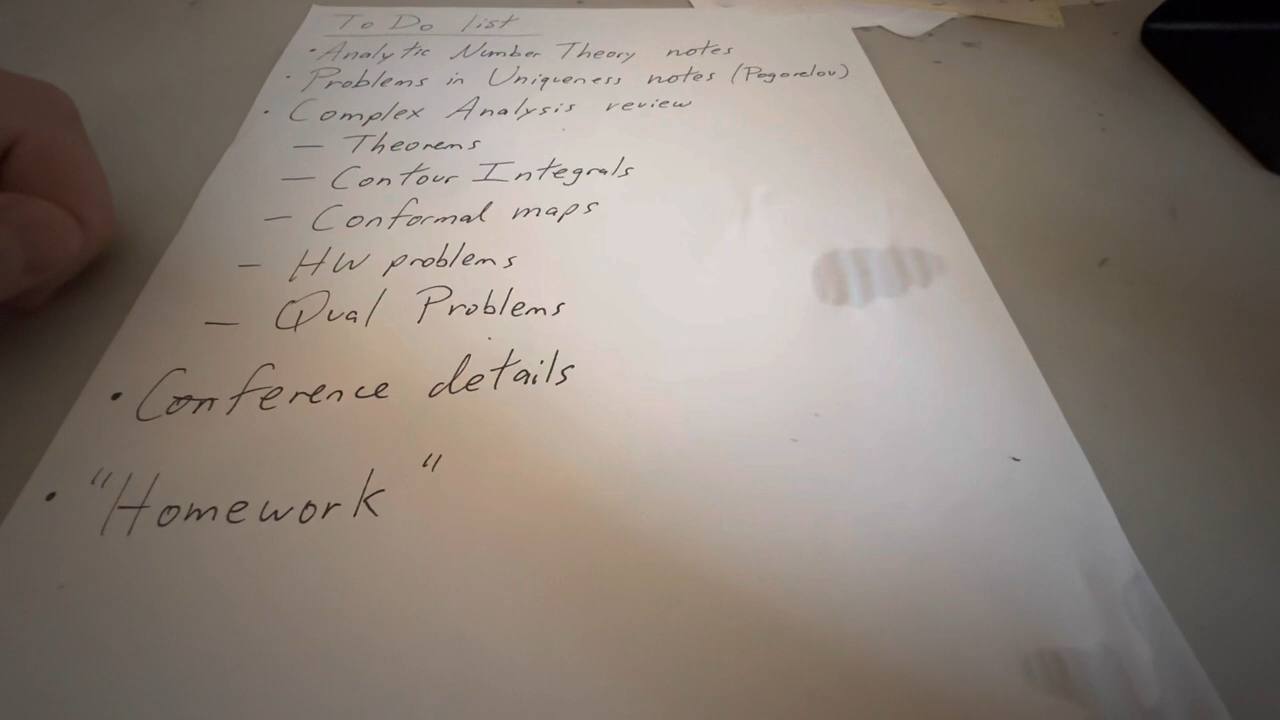 To Do list
• Analytic Number Theory notes
• Problems in Uniqueness notes (Pogorelov)
• Complex Analysis review
— Theorems
— Contour Integrals
— Conformal maps
— HW problems
— Qual Problems
• Conference details
• "Homework"